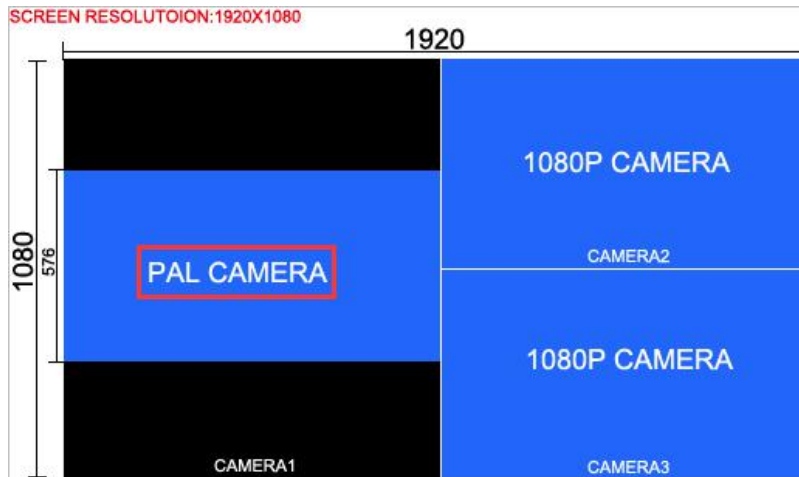 SCREEN RESOLUTOION:1920X1080
1920
1080P CAMERA
CAMERA2
1080
576
PAL CAMERA
1080P CAMERA
CAMERA1
CAMERA3